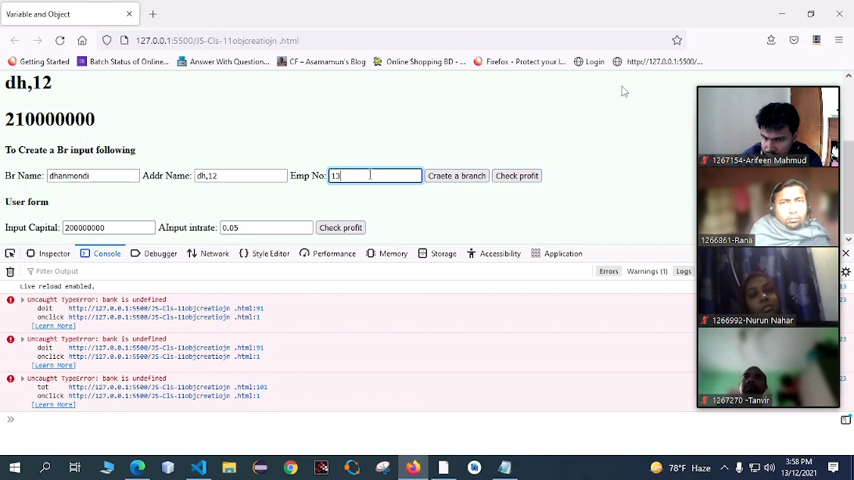 Variable and Object
127.0.0.1:5500/JS-Cls-11objcreatiojn .html
Getting Started Batch Status of Online... Answer With Question... CF – Asamamun's Blog Online Shopping BD -... Firefox - Protect your l... Login http://127.0.0.1:5500/...
dh,12
210000000
To Create a Br input following
Br Name: dhanmondi Addr Name: dh,12 Emp No: 13 Craete a branch Check profit
User form
Input Capital: 200000000 AInput intrate: 0.05 Check profit
Inspector Console Debugger Network Style Editor Performance Memory Storage Accessibility Application
Filter Output Errors Warnings (1) Logs
Live reload enabled.
Uncaught TypeError: bank is undefined
doit http://127.0.0.1:5500/JS-Cls-11objcreatiojn .html:91
onclick http://127.0.0.1:5500/JS-Cls-11objcreatiojn .html:1
[Learn More]
Uncaught TypeError: bank is undefined
doit http://127.0.0.1:5500/JS-Cls-11objcreatiojn .html:91
onclick http://127.0.0.1:5500/JS-Cls-11objcreatiojn .html:1
[Learn More]
Uncaught TypeError: bank is undefined
tot http://127.0.0.1:5500/JS-Cls-11objcreatiojn .html:101
onclick http://127.0.0.1:5500/JS-Cls-11objcreatiojn .html:1
[Learn More]
1267154-Arifeen Mahmud
1266861-Rana
1266992-Nurun Nahar
1267270 -Tanvir
78°F Haze
3:58 PM
13/12/2021